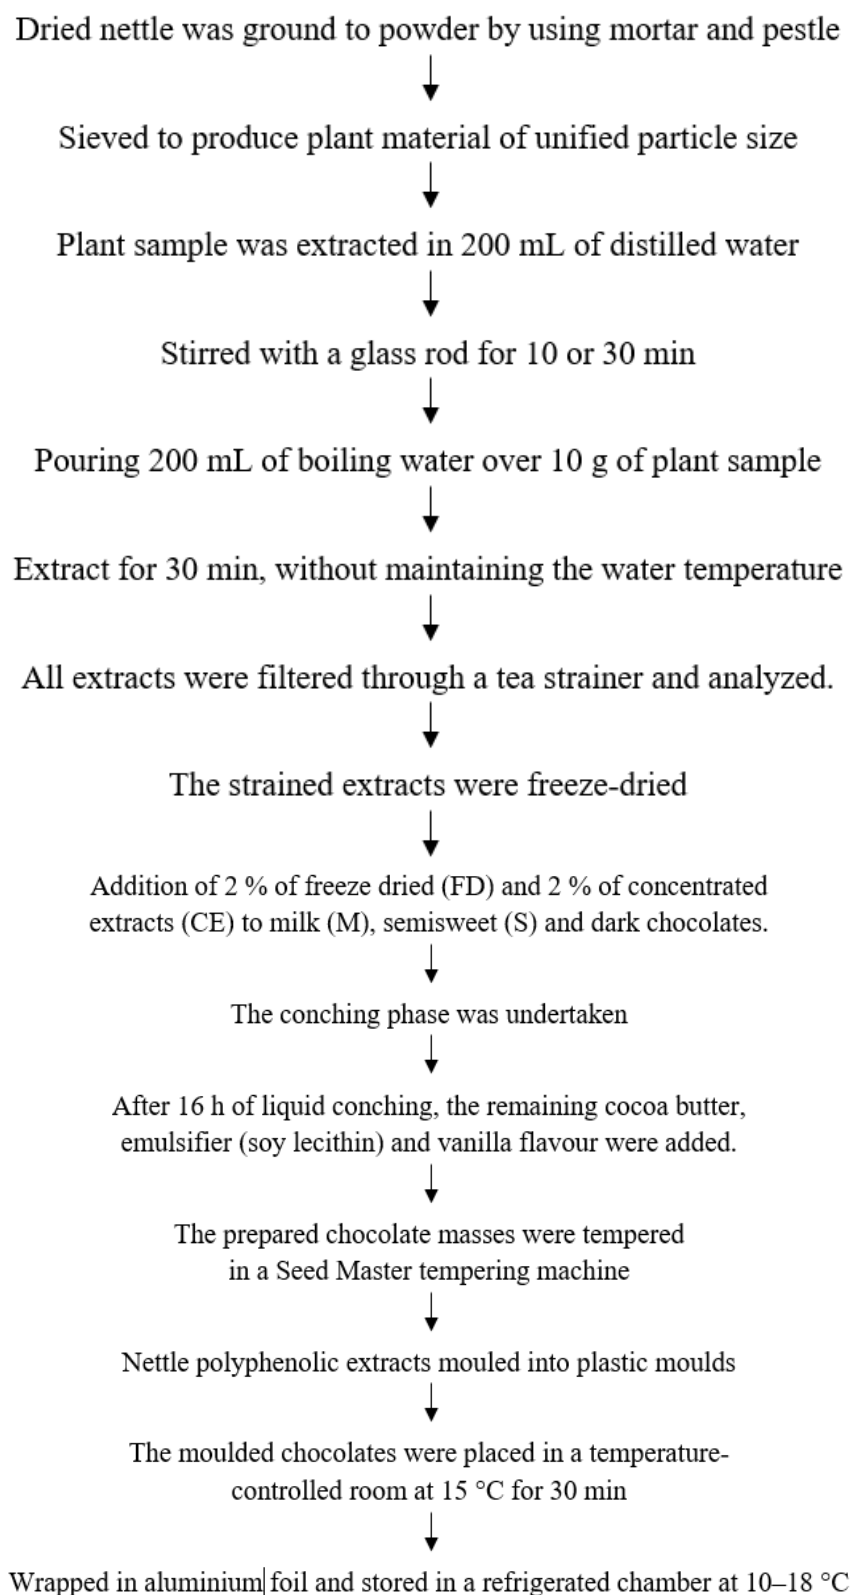 Dried nettle was ground to powder by using mortar and pestle
Sieved to produce plant material of unified particle size
Plant sample was extracted in 200 mL of distilled water
Stirred with a glass rod for 10 or 30 min
Pouring 200 mL of boiling water over 10 g of plant sample
Extract for 30 min, without maintaining the water temperature
All extracts were filtered through a tea strainer and analyzed.
The strained extracts were freeze-dried
Addition of 2 % of freeze dried (FD) and 2 % of concentrated
extracts (CE) to milk (M), semisweet (S) and dark chocolates.
The conching phase was undertaken
After 16 h of liquid conching, the remaining cocoa butter,
emulsifier (soy lecithin) and vanilla flavour were added.
The prepared chocolate masses were tempered
in a Seed Master tempering machine
Nettle polyphenolic extracts mouled into plastic moulds
The moulded chocolates were placed in a temperature-
controlled room at 15 °C for 30 min
Wrapped in aluminium foil and stored in a refrigerated chamber at 10–18 °C